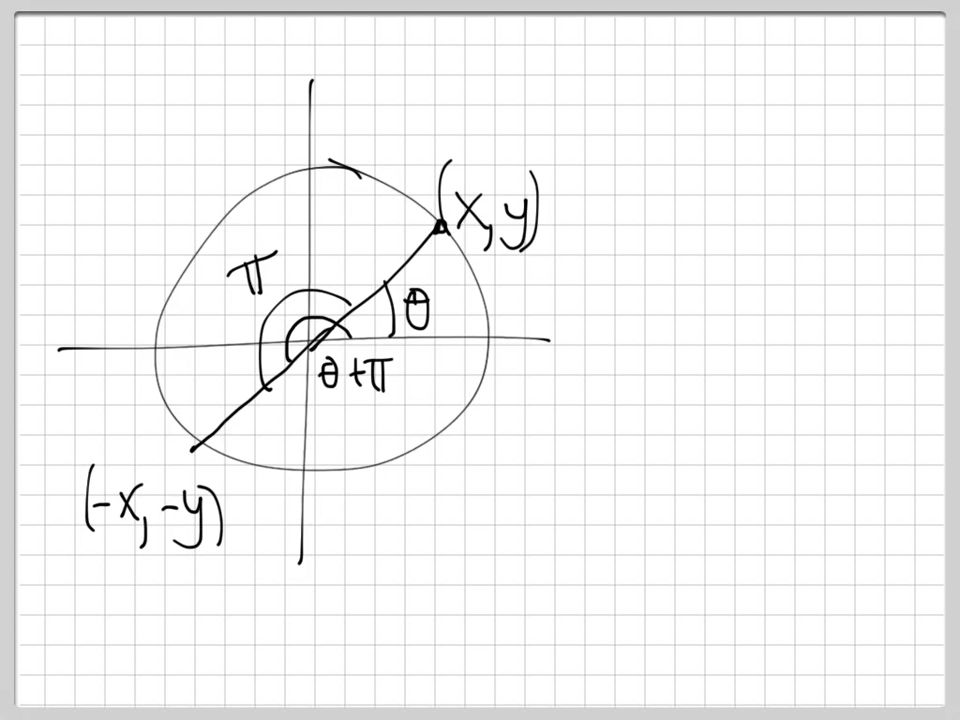 (x, y)
π
θ
θ+π
(-x, -y)